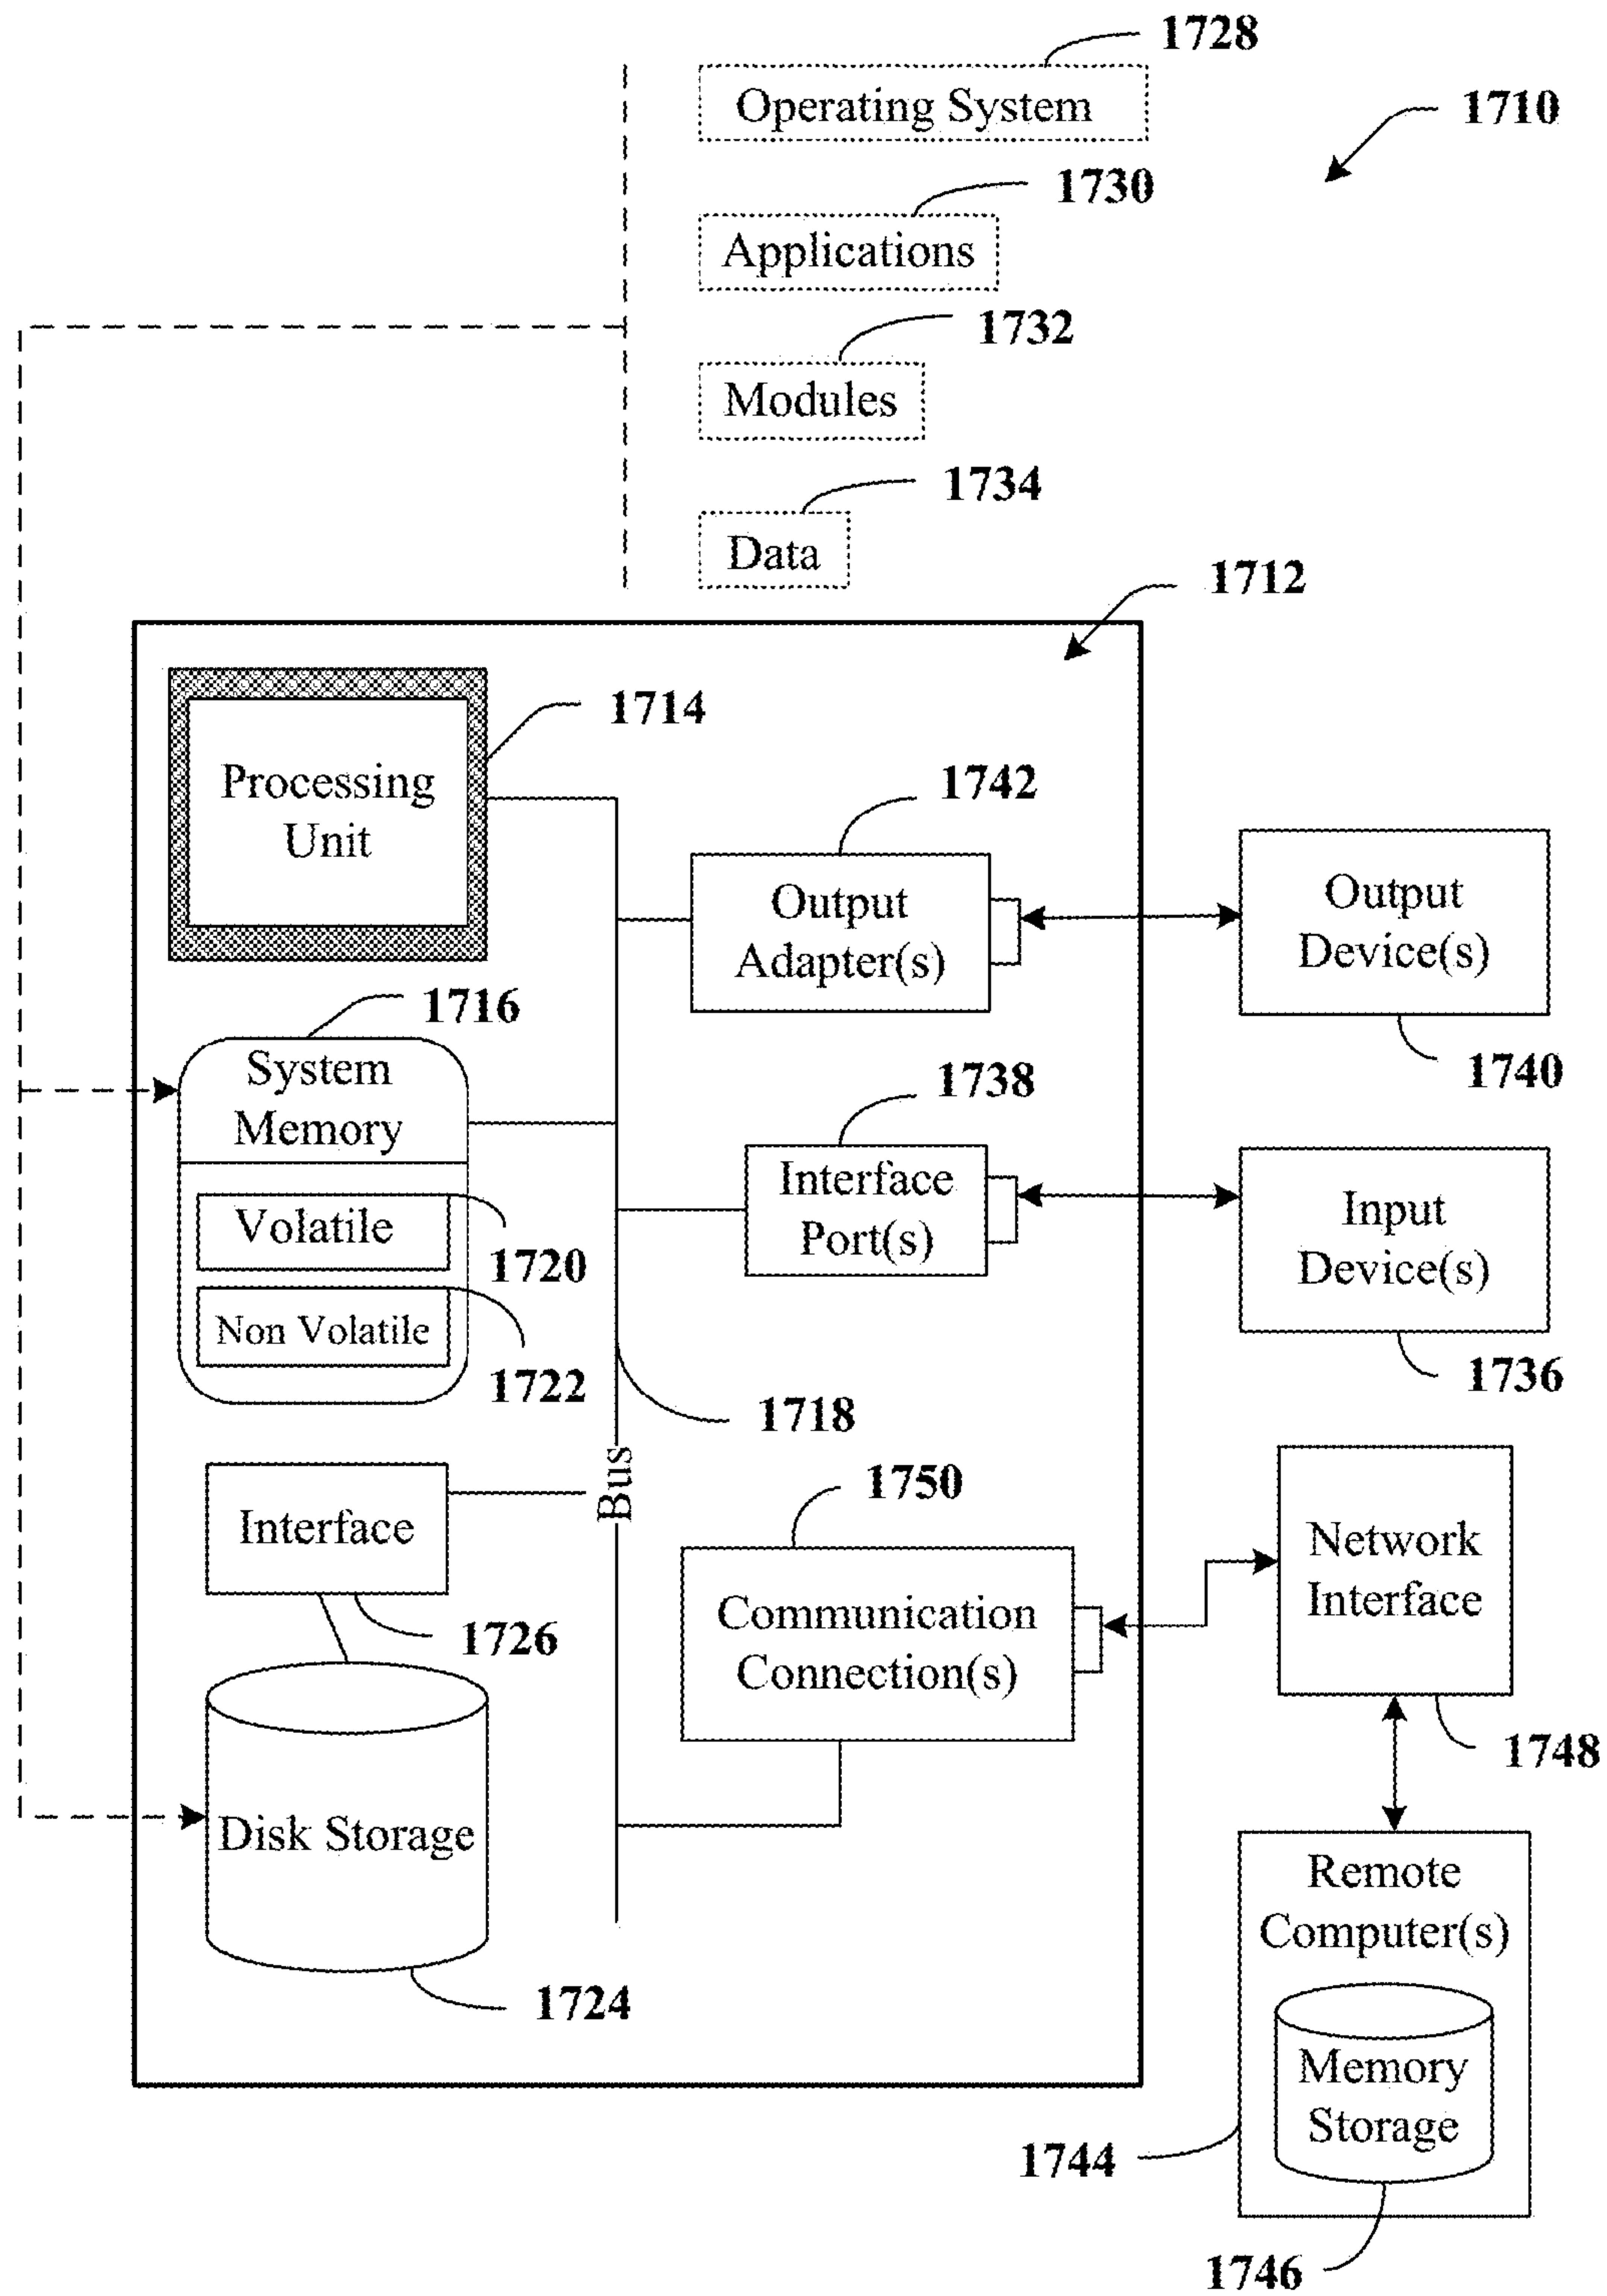 1728
Operating System
1710
1730
Applications
1732
Modules
1734
Data
1712
1714
Processing
Unit
1742
Output
Adapter(s)
Output
Device(s)
1740
1716
System
Memory
Volatile
1720
Non Volatile
1722
1738
Interface
Port(s)
Input
Device(s)
1736
1718
Bus
Interface
1726
1750
Communication
Connection(s)
Network
Interface
1748
Disk Storage
1724
Remote
Computer(s)
Memory
Storage
1744
1746